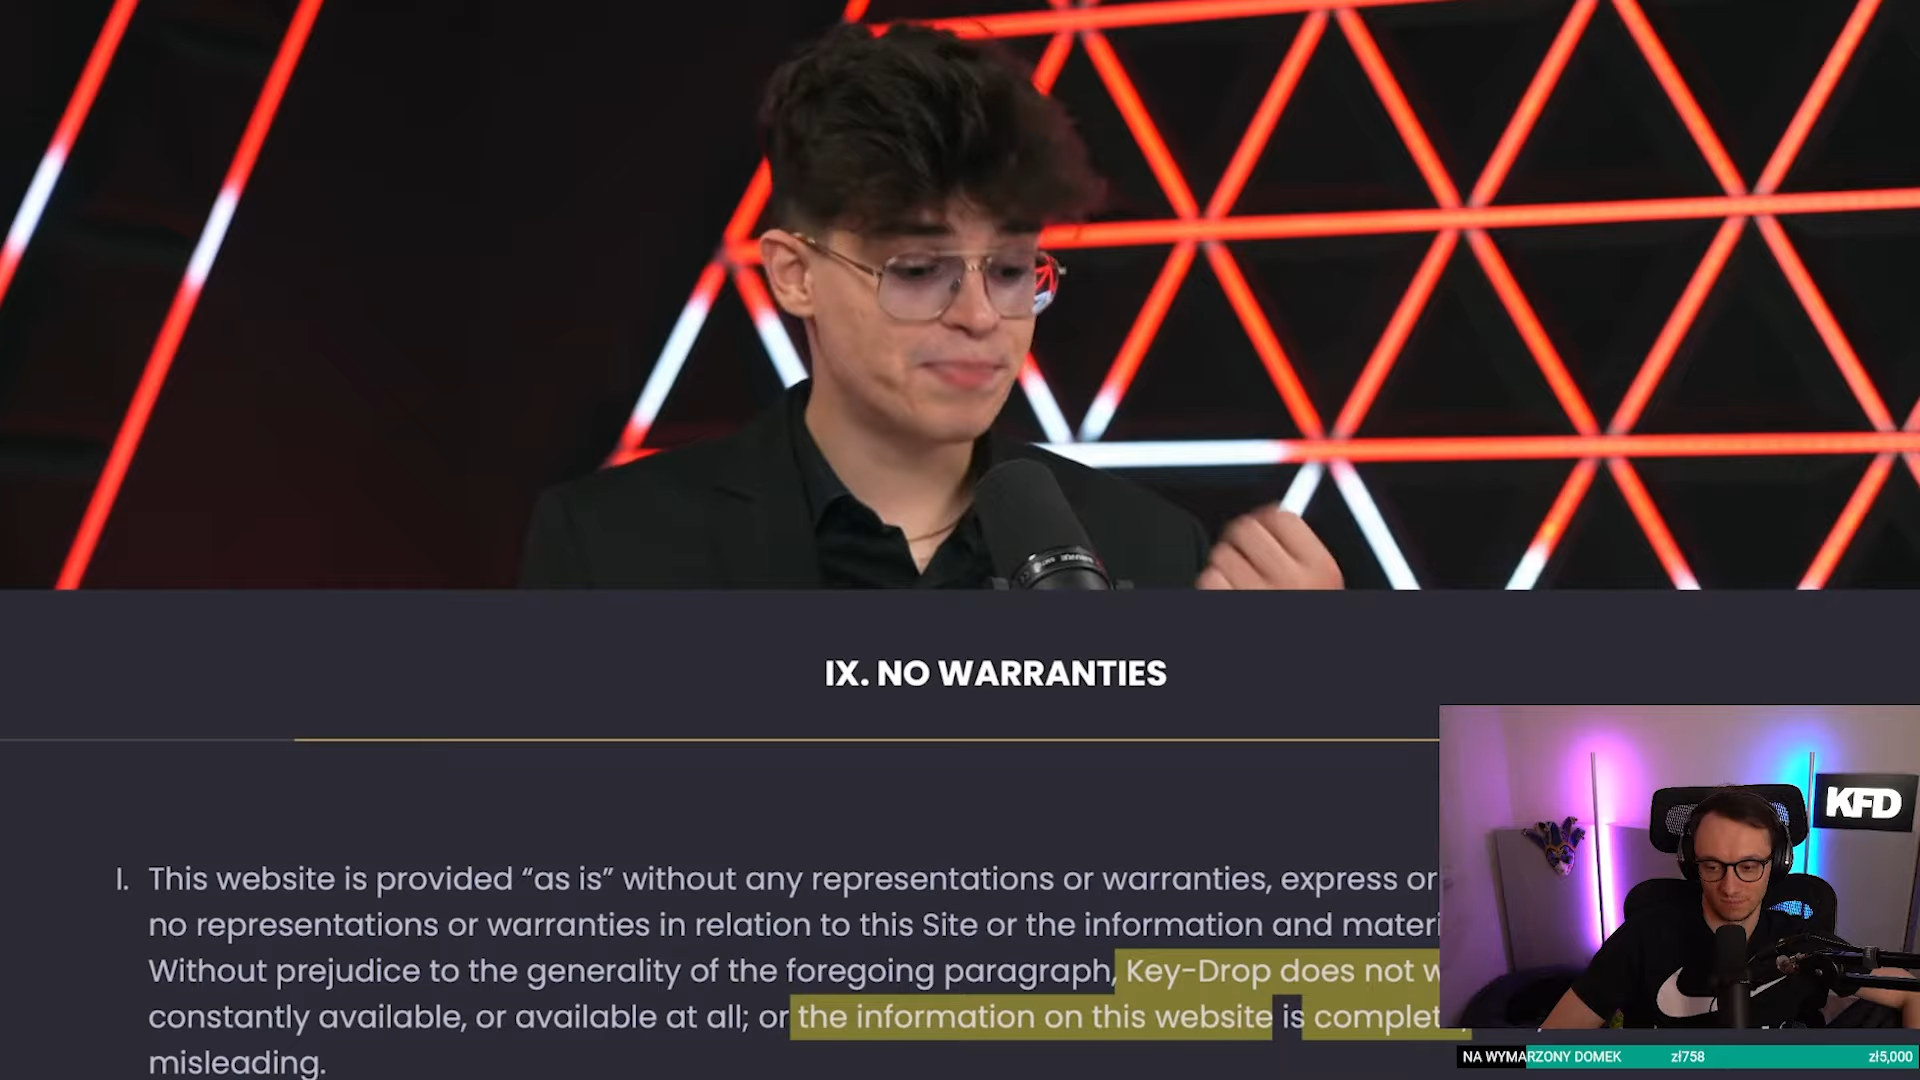 IX. NO WARRANTIES
I. This website is provided “as is” without any representations or warranties, express or
no representations or warranties in relation to this Site or the information and materi
Without prejudice to the generality of the foregoing paragraph, Key-Drop does not w
constantly available, or available at all; or the information on this website is complet
misleading.
KFD
NA WYMARZONY DOMEK zł758 zł5,000